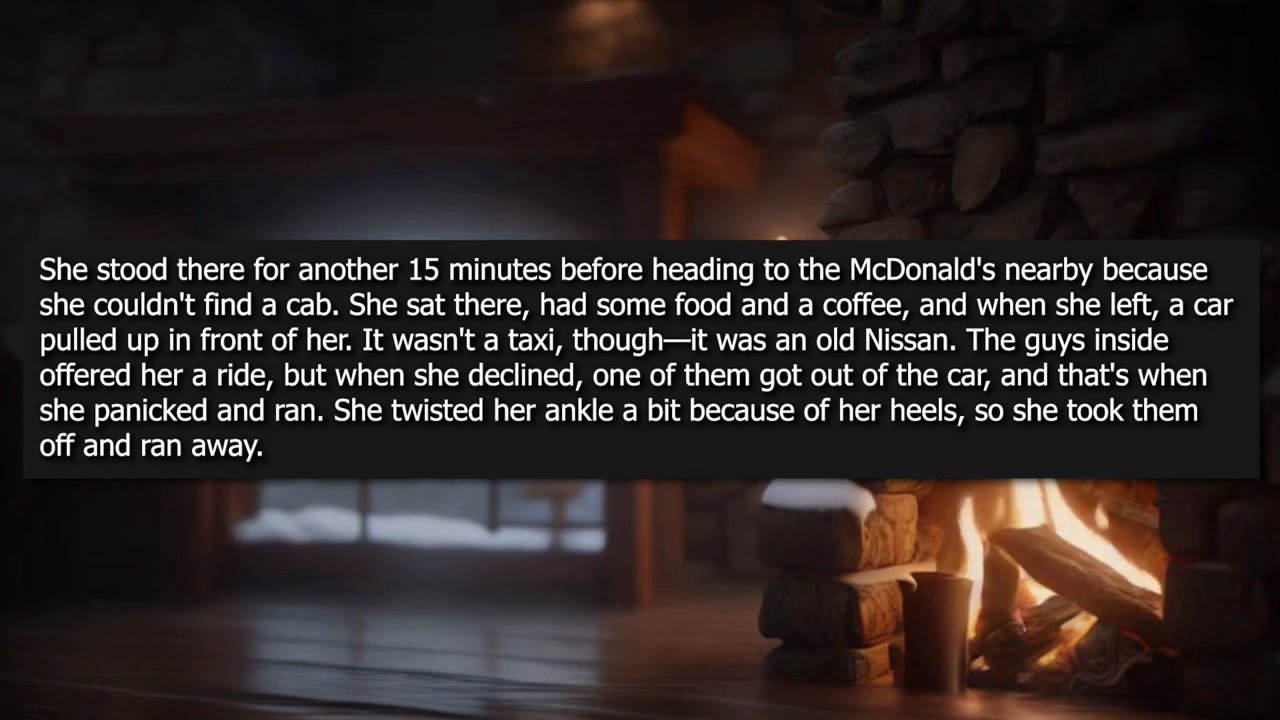 She stood there for another 15 minutes before heading to the McDonald's nearby because
she couldn't find a cab. She sat there, had some food and a coffee, and when she left, a car
pulled up in front of her. It wasn't a taxi, though—it was an old Nissan. The guys inside
offered her a ride, but when she declined, one of them got out of the car, and that's when
she panicked and ran. She twisted her ankle a bit because of her heels, so she took them
off and ran away.